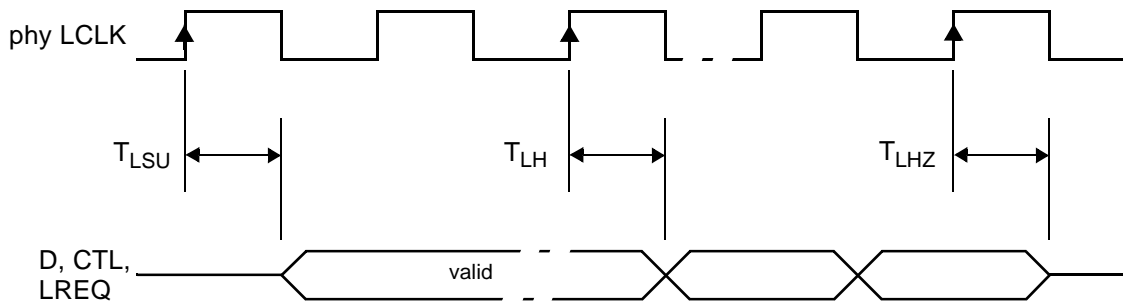 phy LCLK
TLSU
TLH
TLHZ
D, CTL,
LREQ
valid